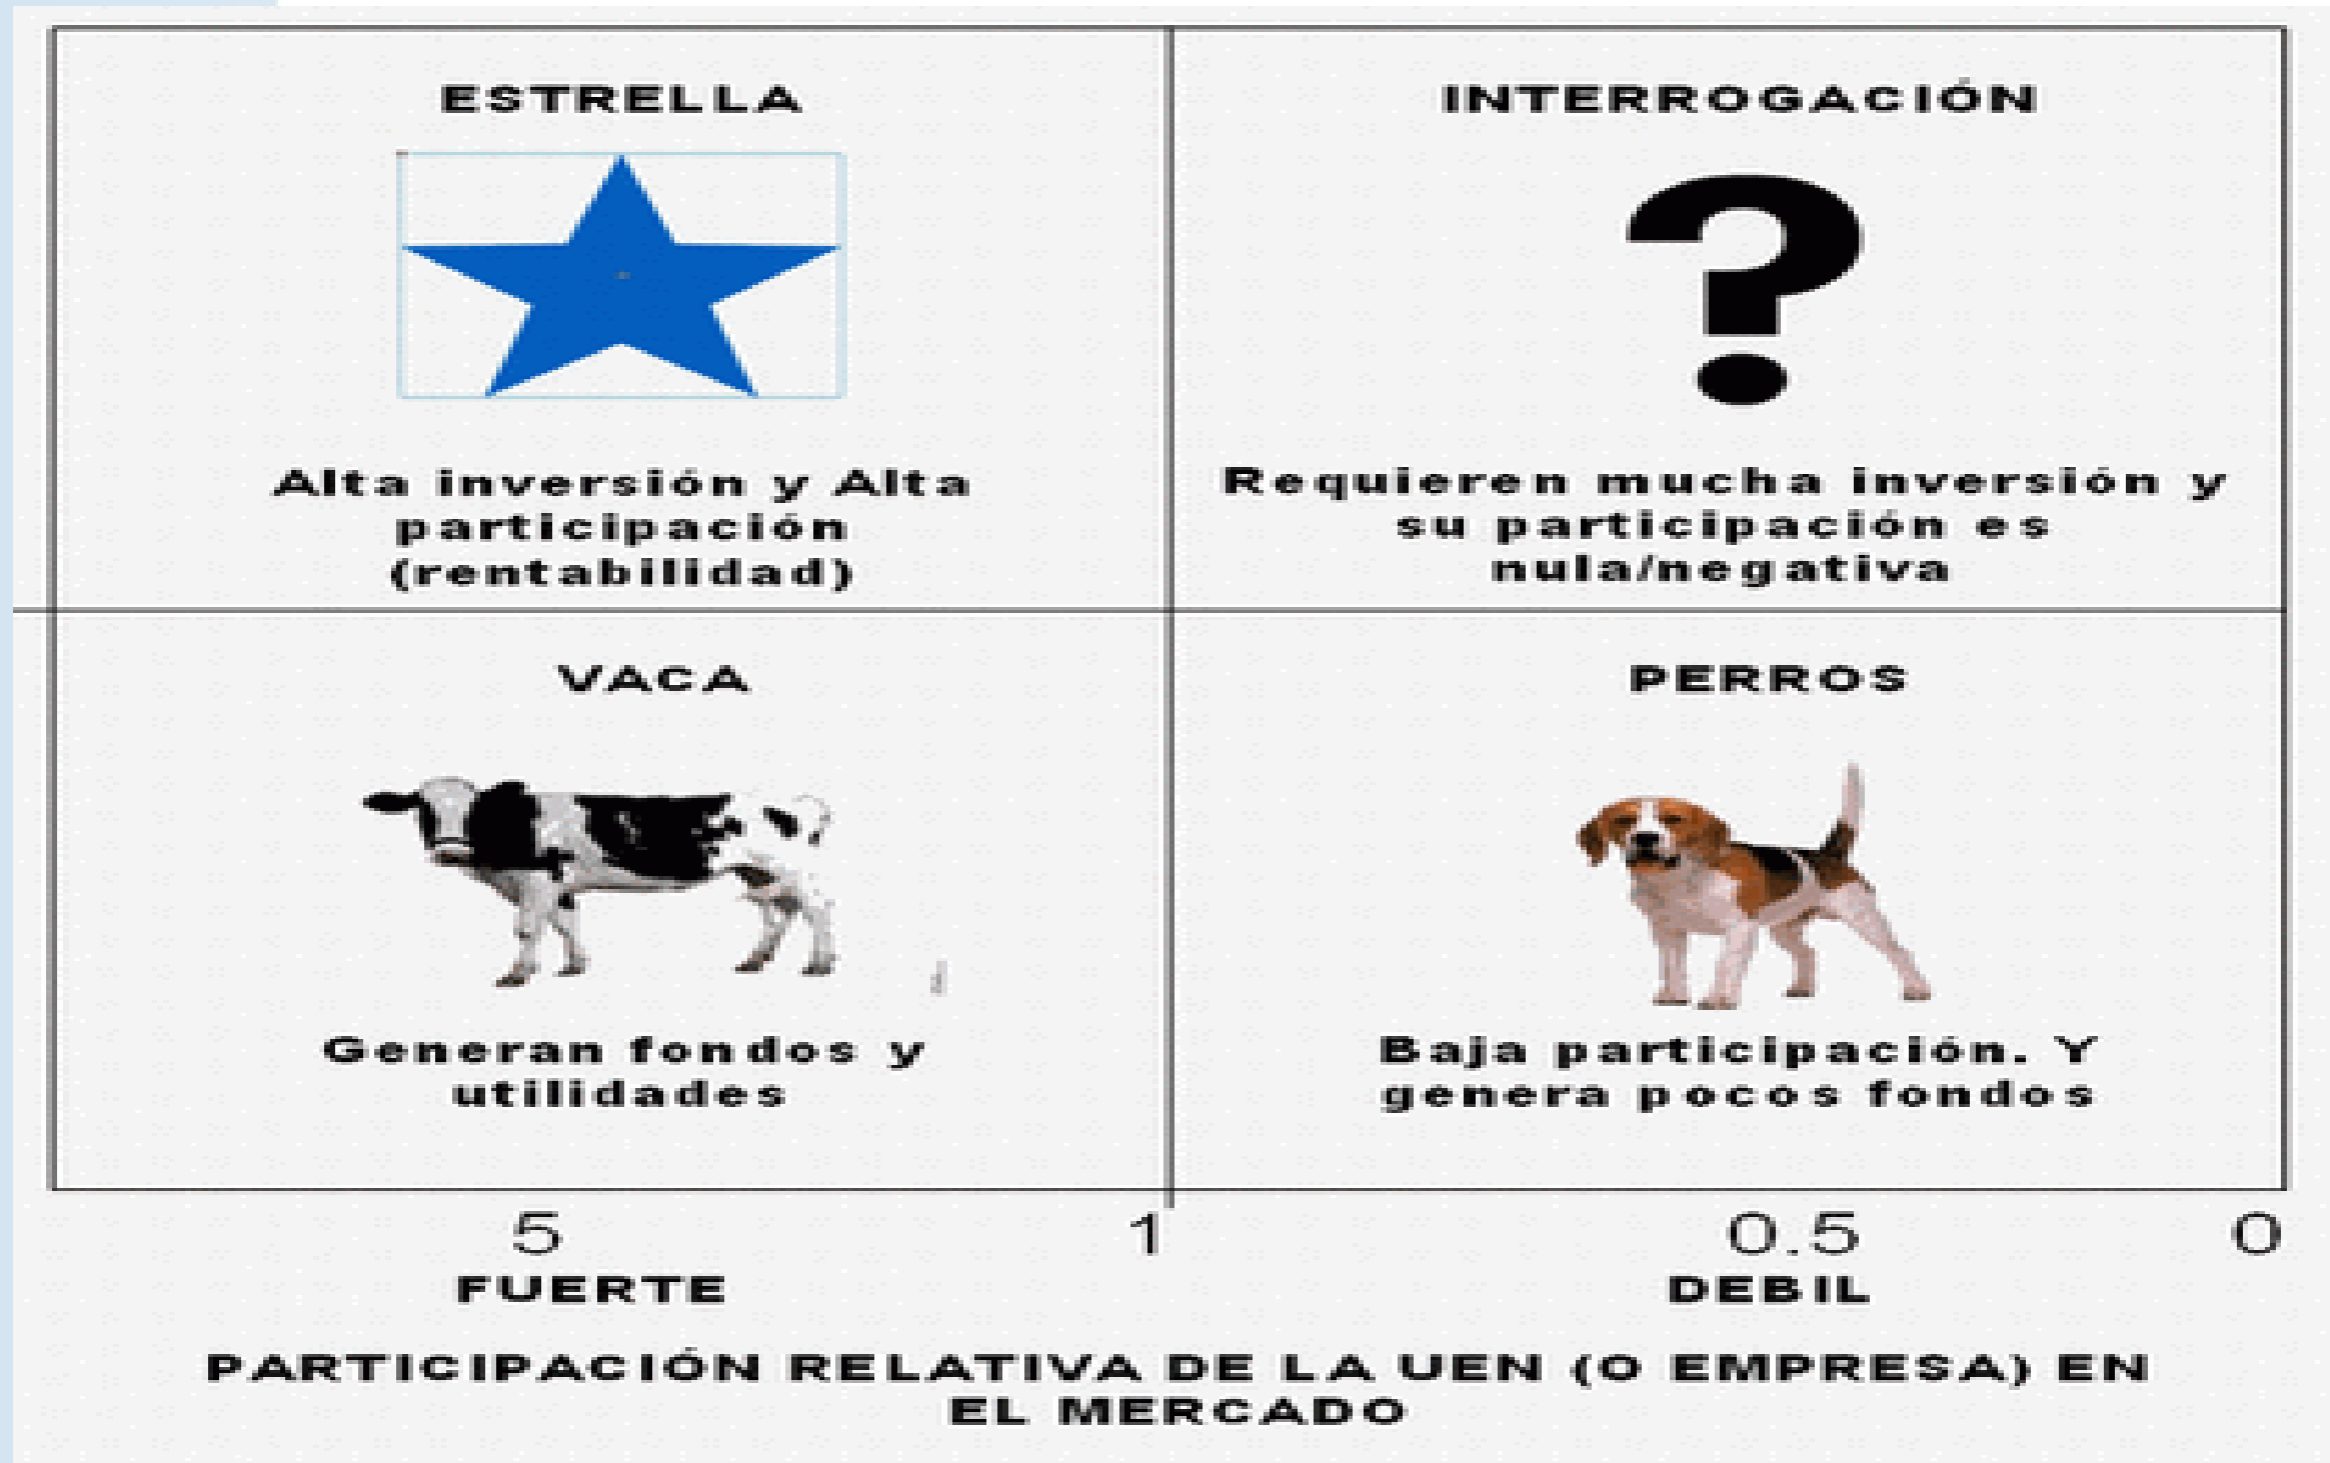 ESTRELLA
Alta inversión y Alta
participación
(rentabilidad)
INTERROGACIÓN
?
Requieren mucha inversión y
su participación es
nula/negativa
VACA
Generan fondos y
utilidades
PERROS
Baja participación. Y
genera pocos fondos
5 1 0.5 0
FUERTE DEBIL
PARTICIPACIÓN RELATIVA DE LA UEN (O EMPRESA) EN
EL MERCADO